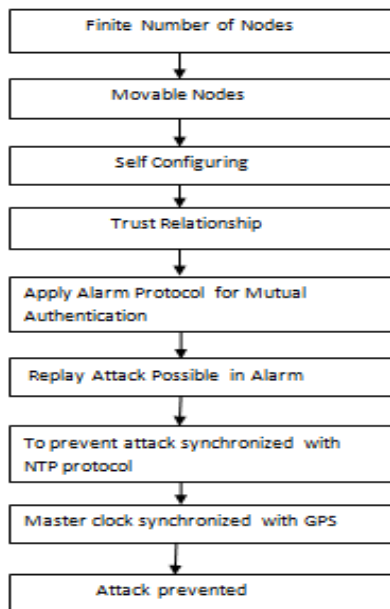 Finite Number of Nodes
Movable Nodes
Self Configuring
Trust Relationship
Apply Alarm Protocol for Mutual
Authentication
Replay Attack Possible in Alarm
To prevent attack synchronized with
NTP protocol
Master clock synchronized with GPS
Attack prevented